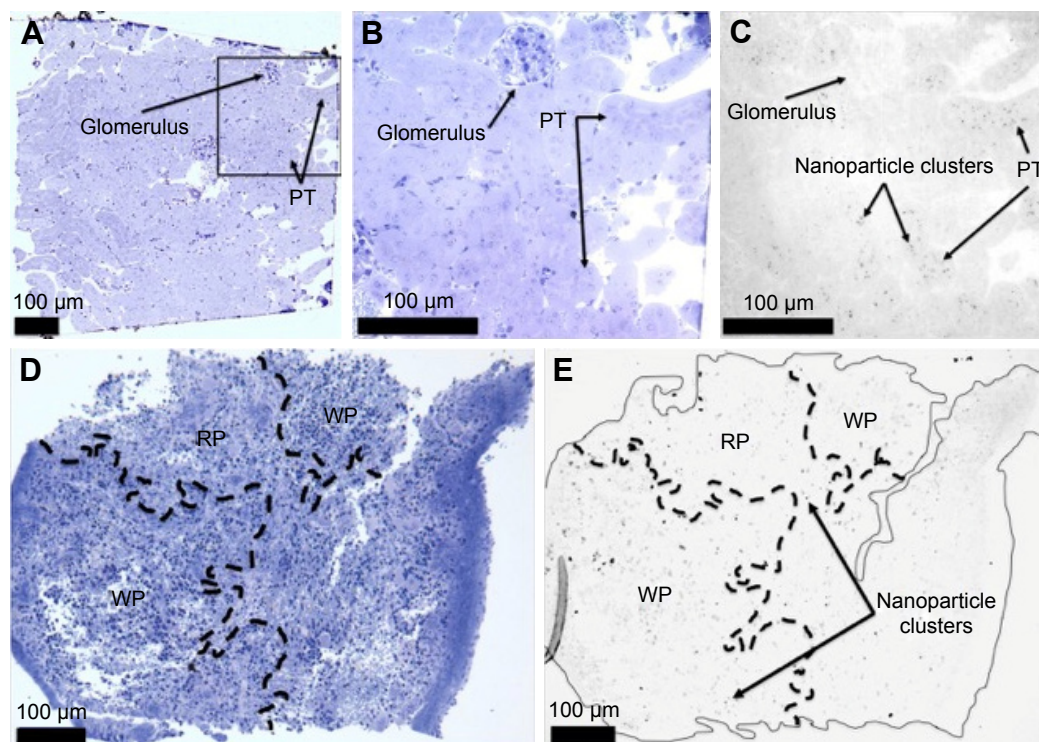 A
Glomerulus
PT
100 µm
B
Glomerulus
PT
100 µm
C
Glomerulus
Nanoparticle clusters
PT
100 µm
D
RP
WP
WP
100 µm
E
RP
WP
WP
Nanoparticle
clusters
100 µm